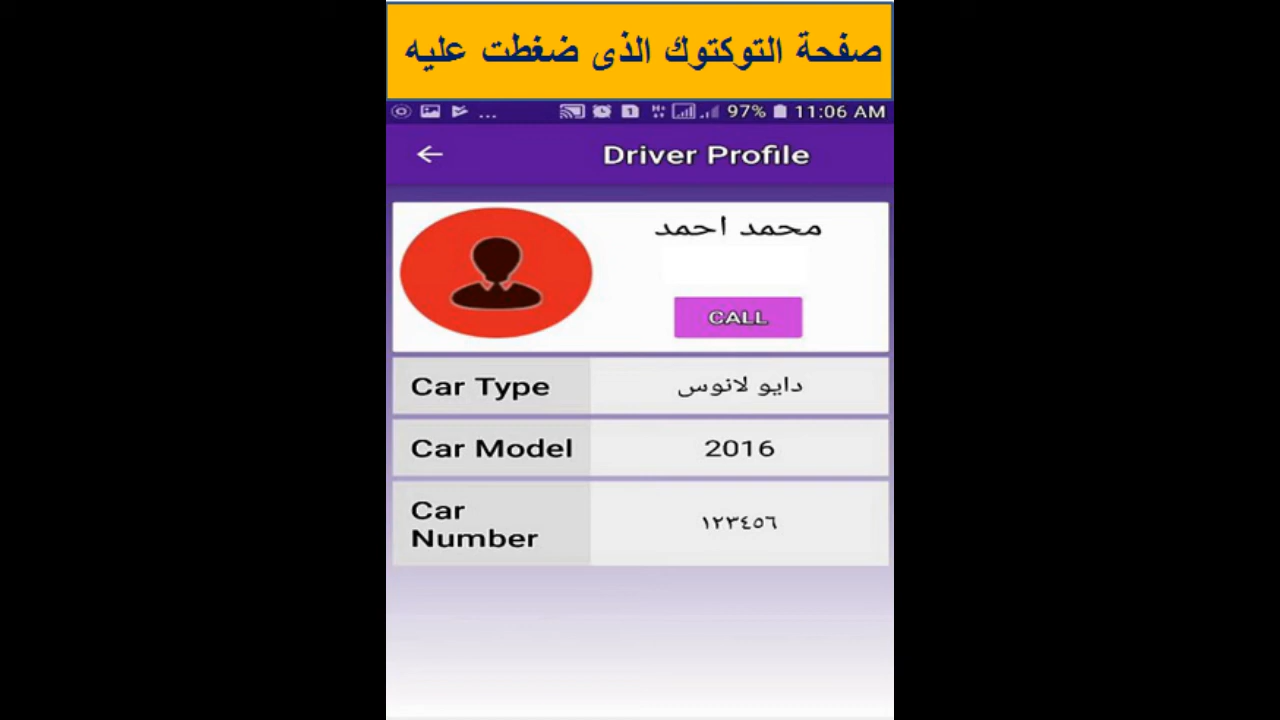 صفحة التوكتوك الذى ضغطت عليه
... 1 H+ 97% 11:06 AM
Driver Profile
محمد احمد
CALL
Car Type دايو لانوس
Car Model 2016
Car Number ١٢٣٤٥٦